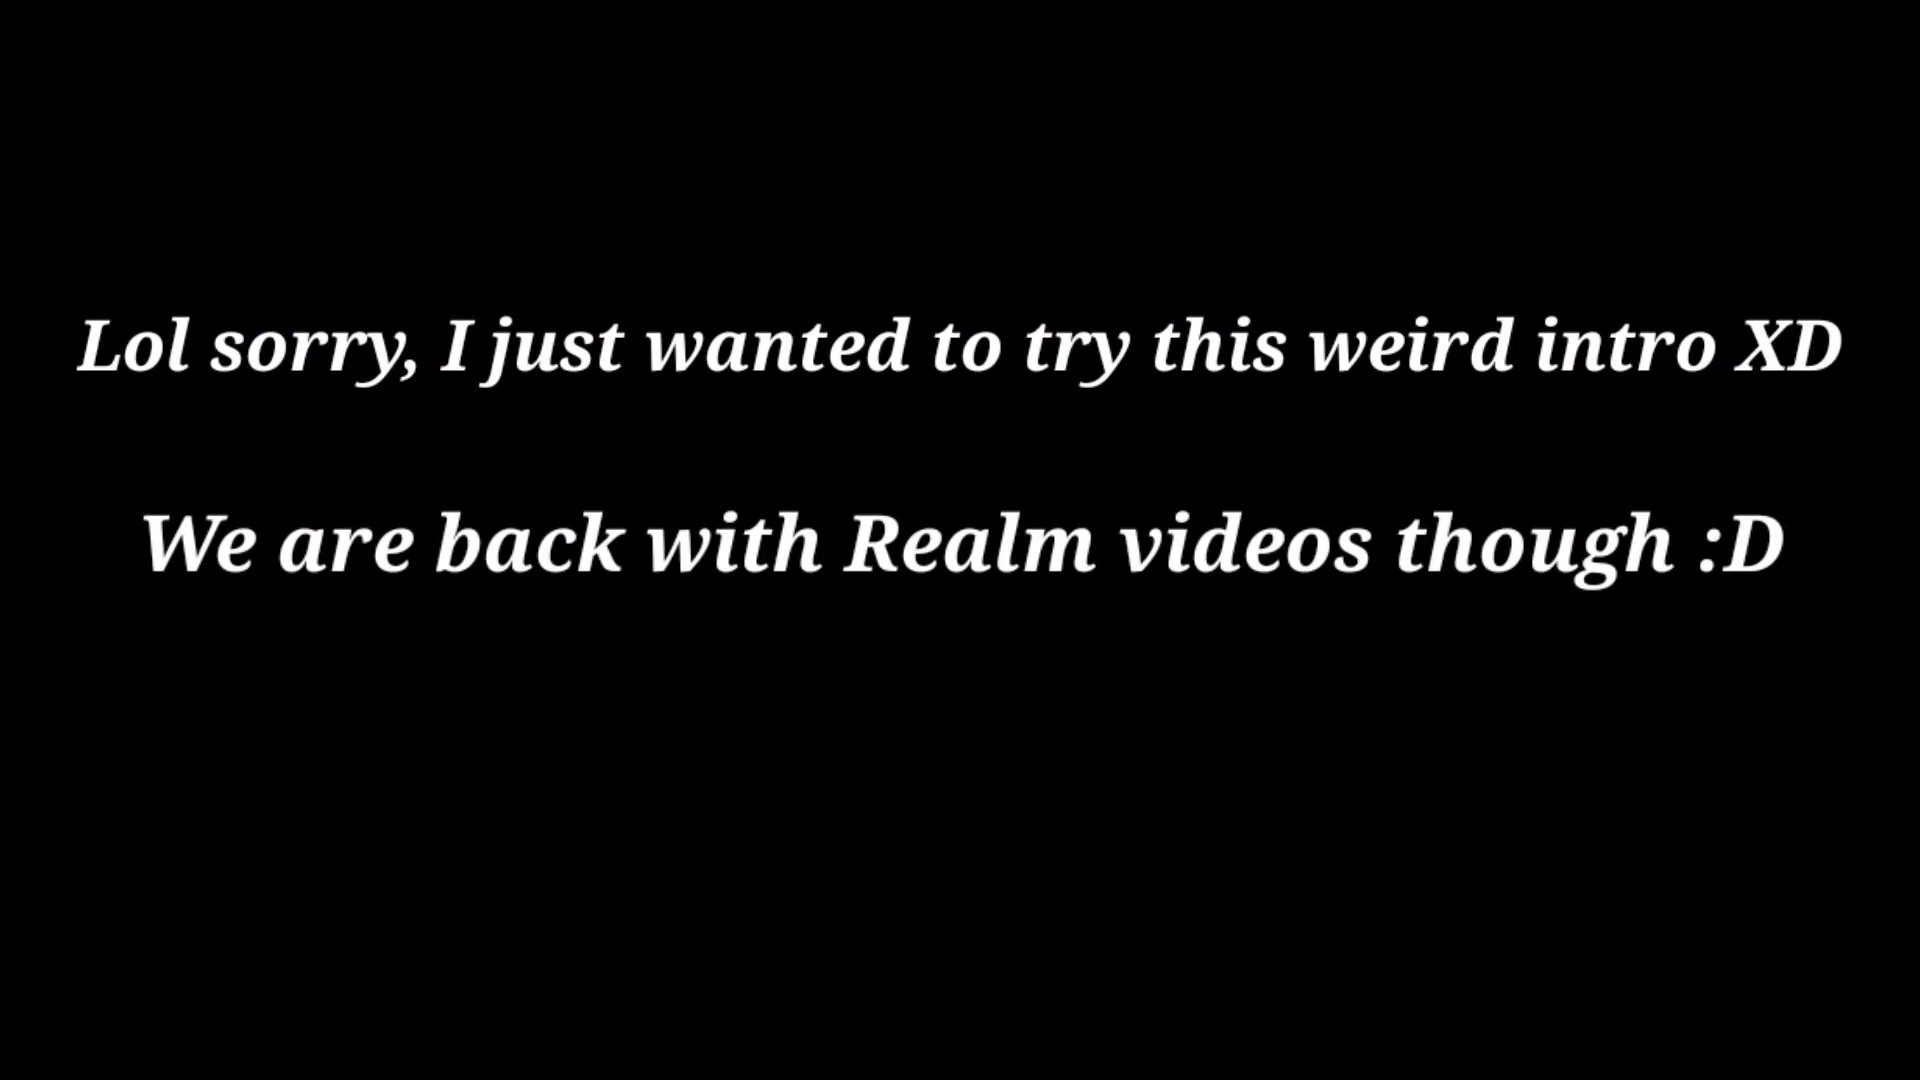 Lol sorry, I just wanted to try this weird intro XD
We are back with Realm videos though :D